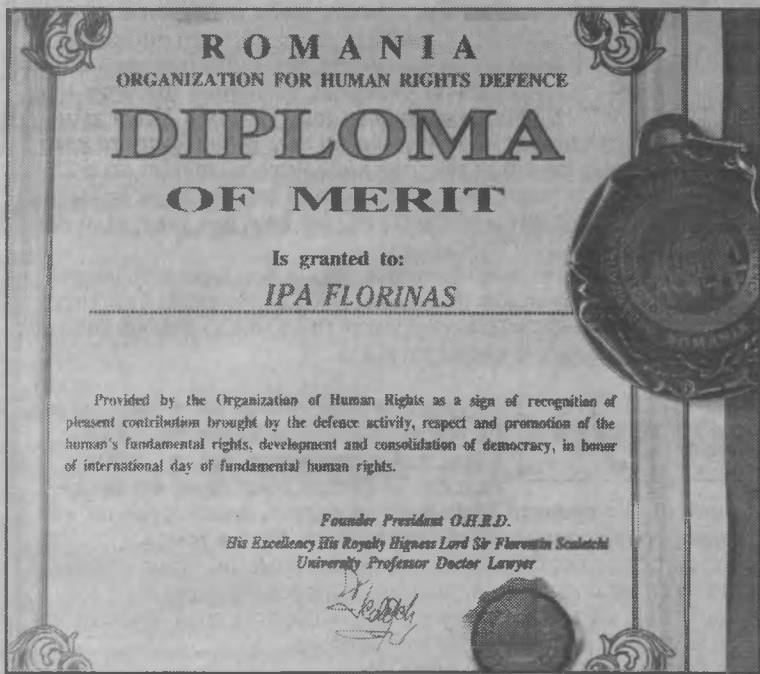 ROMANIA
ORGANIZATION FOR HUMAN RIGHTS DEFENCE
DIPLOMA
OF MERIT
Is granted to:
IPA FLORINAS
Provided by the Organization of Human Rights as a sign of recognition of
plesent contribution brought by the defence activity, respect and promotion of the
human's fundamental rights, development and consolidation of democracy, in honor
of international day of fundamental human rights.
Founder President O.H.R.D.
His Excellency His Royalty Higness Lord Sir Florentin Scaletchi
University Professor Doctor Lawyer
ROMANIA